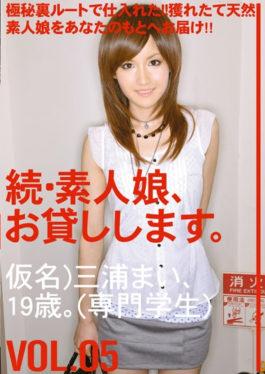 極秘裏ルートで仕入れた!!獲れたて天然
素人娘をあなたのもとへお届け!!
続・素人娘、
お貸しします。
仮名)三浦まい、
19歳。(専門学生)
VOL.05
消火
FIRE EXTIN